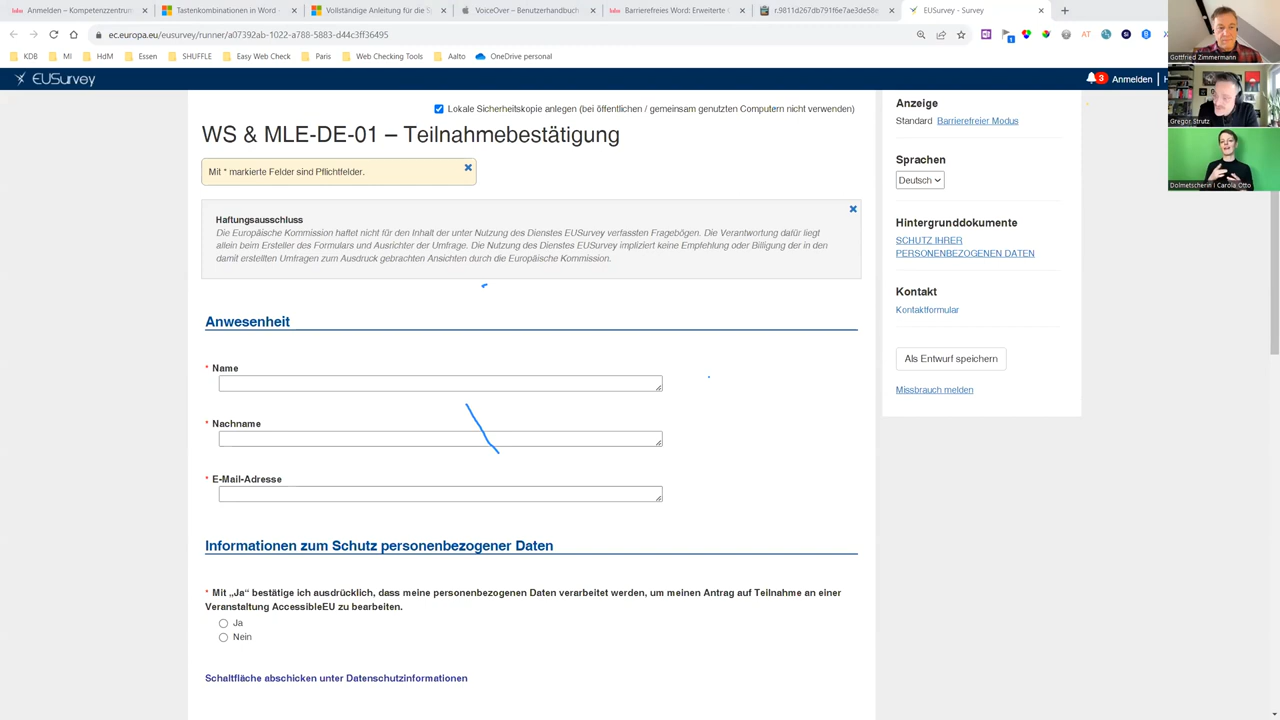 Anmelden – Kompetenzzentrum
Tastenkombinationen in Word -
Vollständige Anleitung für die S
VoiceOver – Benutzerhandbuch
Barrierefreies Word: Erweiterte
r.9811d267db791f6e7ae3de58e
EUSurvey - Survey
ec.europa.eu/eusurvey/runner/a07392ab-1022-a788-5883-d44c3ff36495
KDB
MI
HdM
Essen
SHUFFLE
Easy Web Check
Paris
Web Checking Tools
Aalto
OneDrive personal
EUSurvey
3
Anmelden
Lokale Sicherheitskopie anlegen (bei öffentlichen / gemeinsam genutzten Computern nicht verwenden)
WS & MLE-DE-01 – Teilnahmebestätigung
Mit * markierte Felder sind Pflichtfelder.
Haftungsausschluss
Die Europäische Kommission haftet nicht für den Inhalt der unter Nutzung des Dienstes EUSurvey verfassten Fragebögen. Die Verantwortung dafür liegt
allein beim Ersteller des Formulars und Ausrichter der Umfrage. Die Nutzung des Dienstes EUSurvey impliziert keine Empfehlung oder Billigung der in den
damit erstellten Umfragen zum Ausdruck gebrachten Ansichten durch die Europäische Kommission.
Anwesenheit
* Name
* Nachname
* E-Mail-Adresse
Informationen zum Schutz personenbezogener Daten
* Mit „Ja“ bestätige ich ausdrücklich, dass meine personenbezogenen Daten verarbeitet werden, um meinen Antrag auf Teilnahme an einer
Veranstaltung AccessibleEU zu bearbeiten.
Ja
Nein
Schaltfläche abschicken unter Datenschutzinformationen
Anzeige
Standard Barrierefreier Modus
Sprachen
Deutsch
Hintergrunddokumente
SCHUTZ IHRER
PERSONENBEZOGENEN DATEN
Kontakt
Kontaktformular
Als Entwurf speichern
Missbrauch melden
Gottfried Zimmermann
Gregor Strutz
Dolmetscherin I Carola Otto